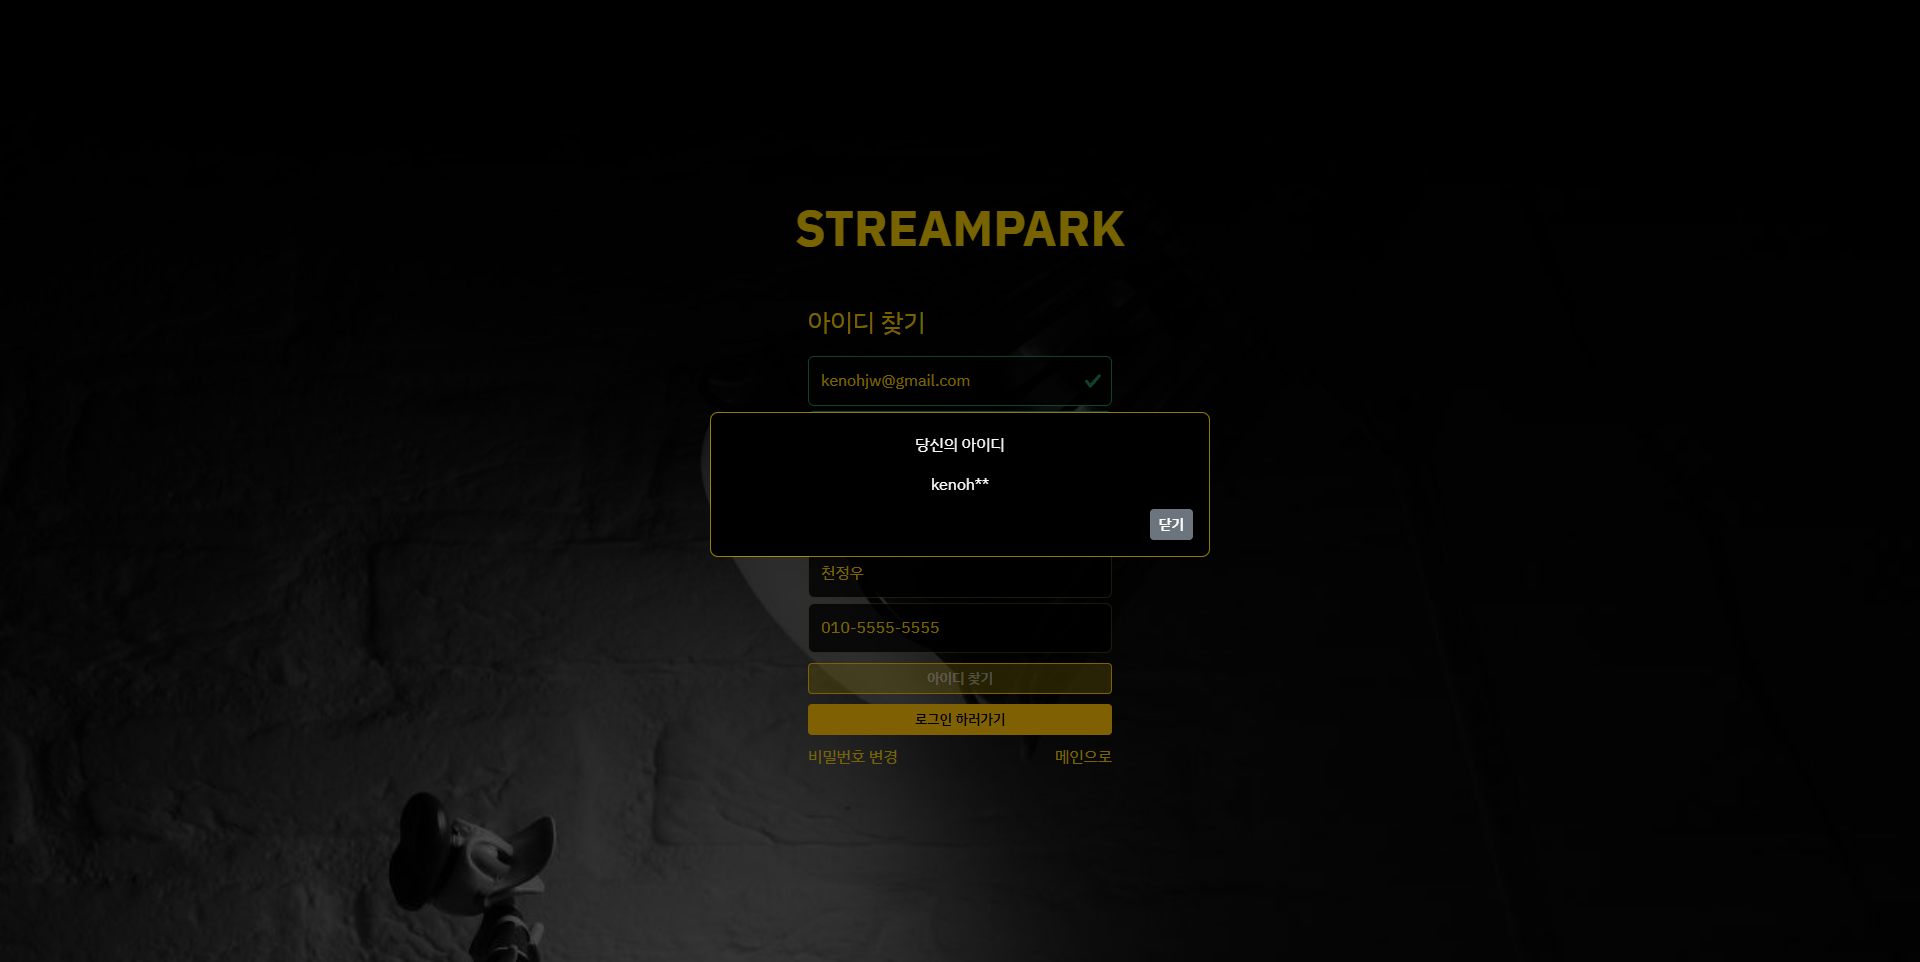 STREAMPARK
아이디 찾기
kenohjw@gmail.com
당신의 아이디
kenoh**
닫기
천정우
010-5555-5555
아이디 찾기
로그인 하러가기
비밀번호 변경
메인으로